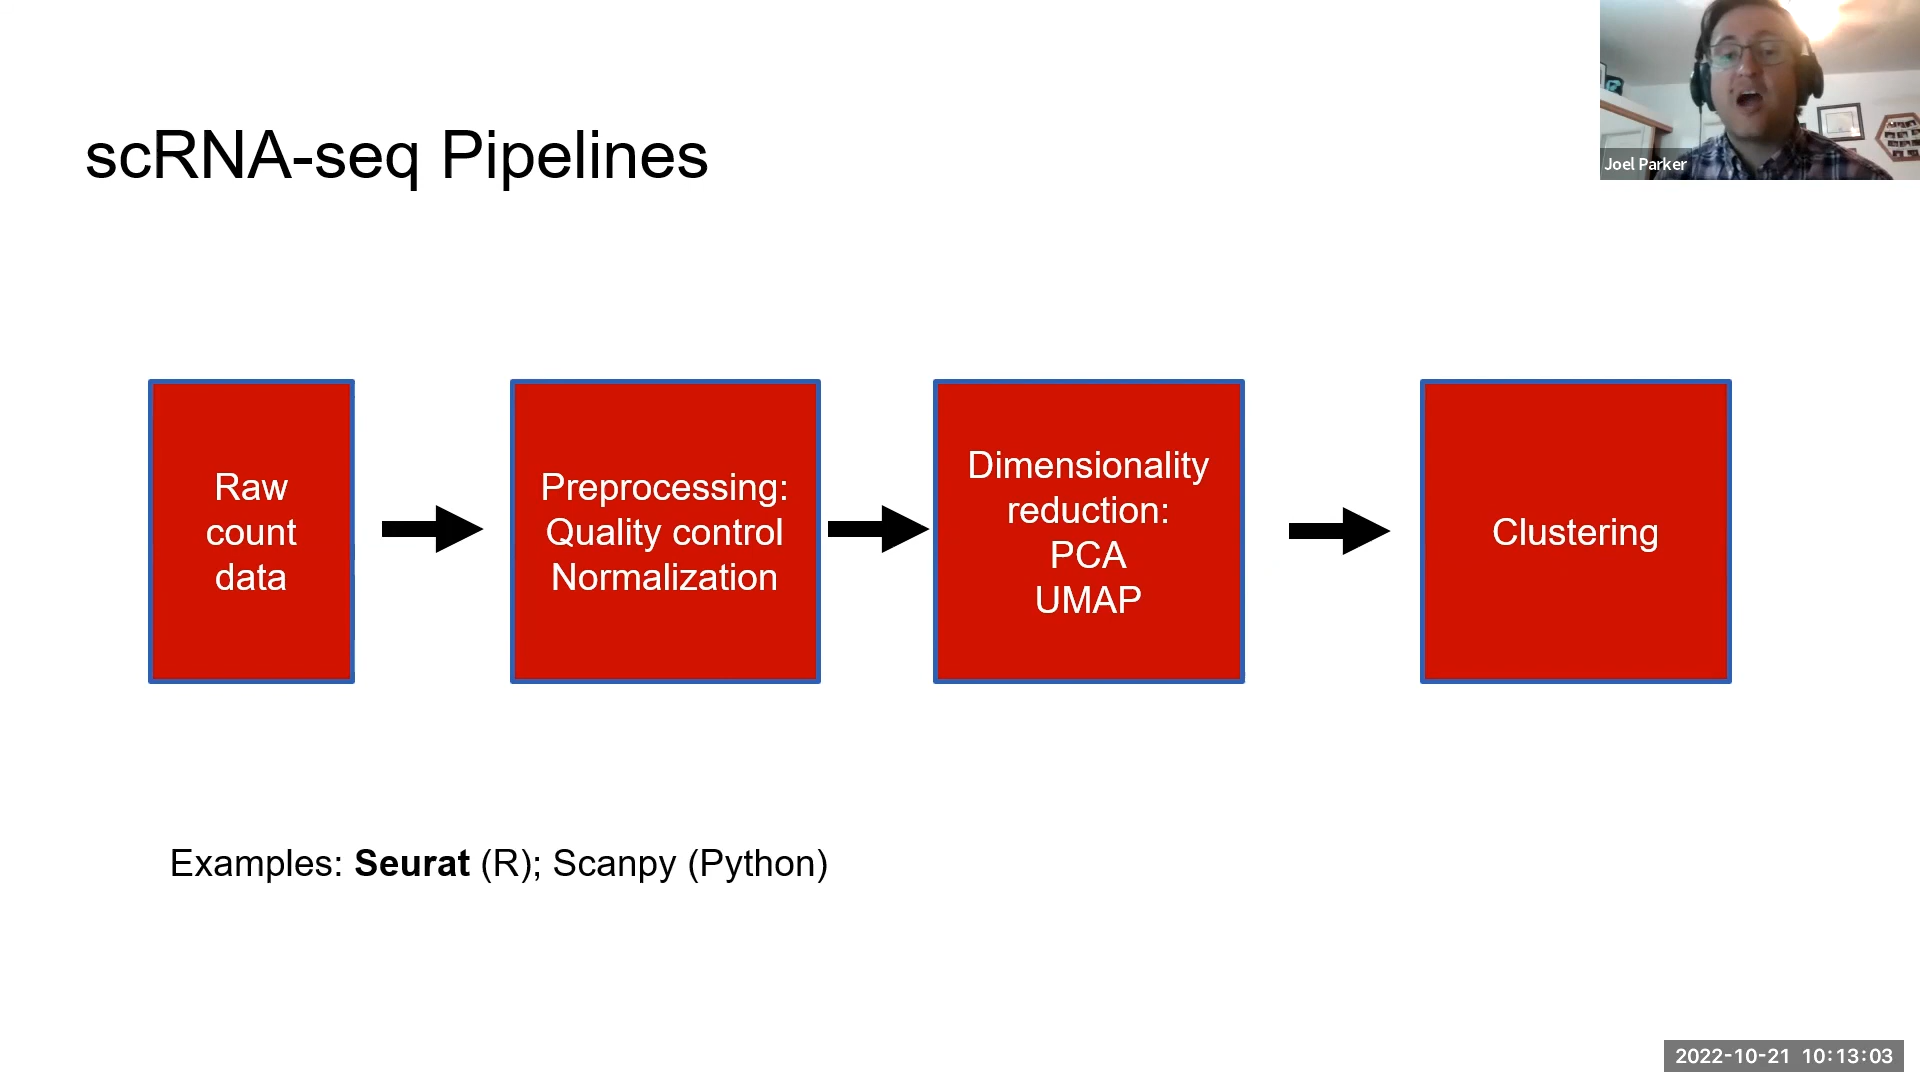 scRNA-seq Pipelines
Joel Parker
Raw
count
data
Preprocessing:
Quality control
Normalization
Dimensionality
reduction:
PCA
UMAP
Clustering
Examples: Seurat (R); Scanpy (Python)
2022-10-21 10:13:03